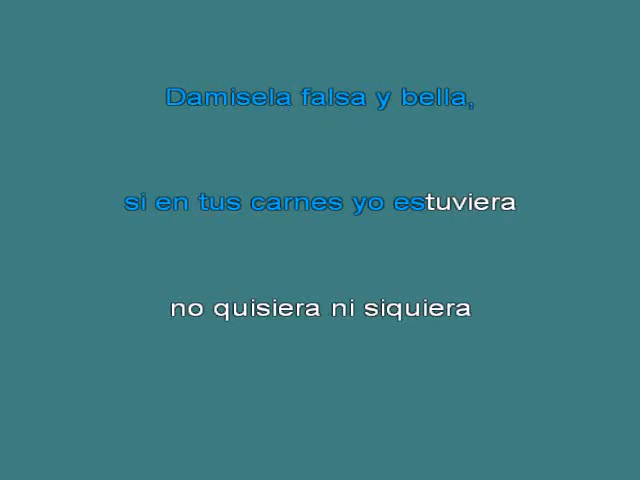 Damisela falsa y bella,
si en tus carnes yo estuviera
no quisiera ni siquiera